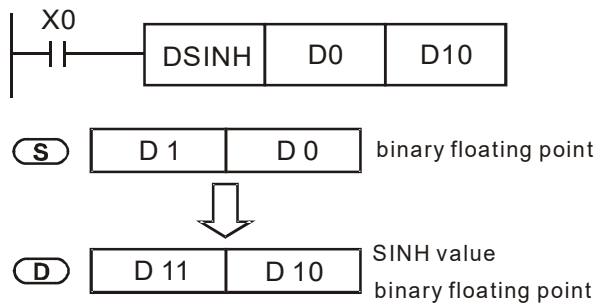 X0
DSINH D0 D10
S D 1 D 0 binary floating point
D D 11 D 10 SINH value
binary floating point